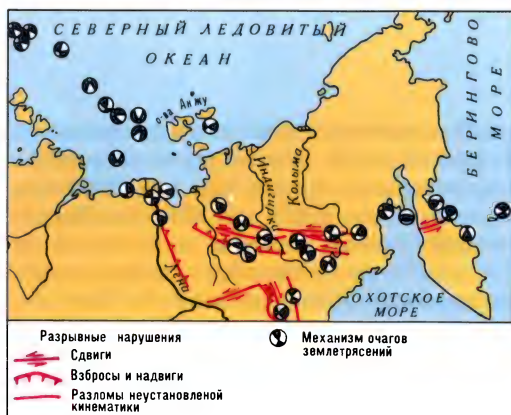 СЕВЕРНЫЙ ЛЕДОВИТЫЙ
ОКЕАН
БЕРИНГОВО
МОРЕ
о-ва Анжу
Индигирка
Колыма
Лена
ОХОТСКОЕ
МОРЕ
Разрывные нарушения
Сдвиги
Взбросы и надвиги
Разломы неустановленой
кинематики
Механизм очагов
землетрясений